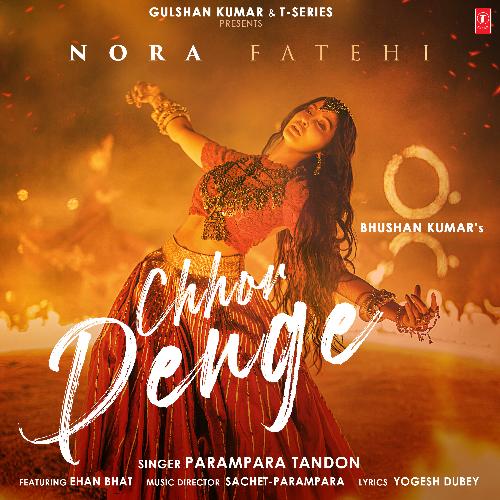 GULSHAN KUMAR & T-SERIES
PRESENTS
NORA FATEHI
BHUSHAN KUMAR's
Chhor
Denge
SINGER PARAMPARA TANDON
FEATURING EHAN BHAT MUSIC DIRECTOR SACHET-PARAMPARA LYRICS YOGESH DUBEY